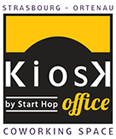 STRASBOURG - ORTENAU
KiosK
by Start Hop
office
COWORKING SPACE